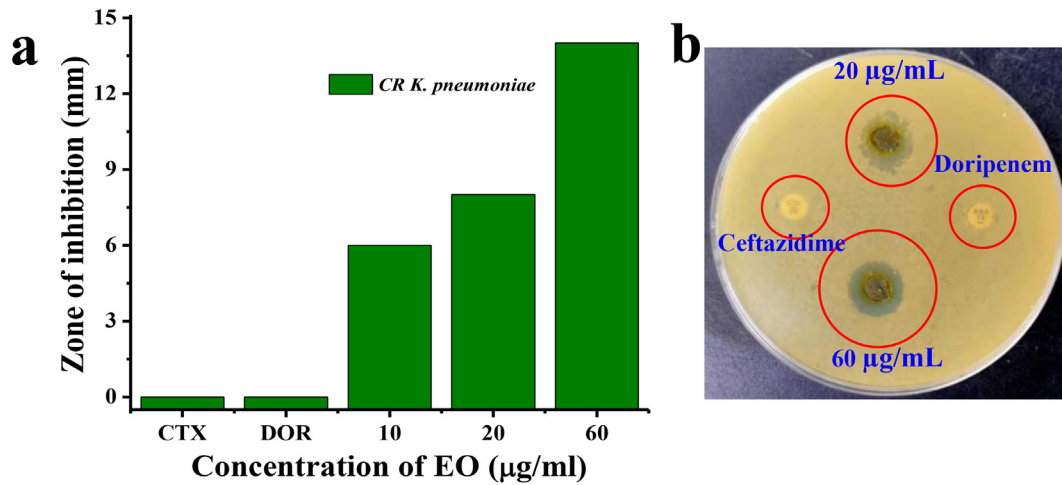 a
15
12
9
6
3
0
Zone of inhibition (mm)
CR K. pneumoniae
CTX DOR 10 20 60
Concentration of EO (μg/ml)
b
20 μg/mL
Doripenem
Ceftazidime
60 μg/mL